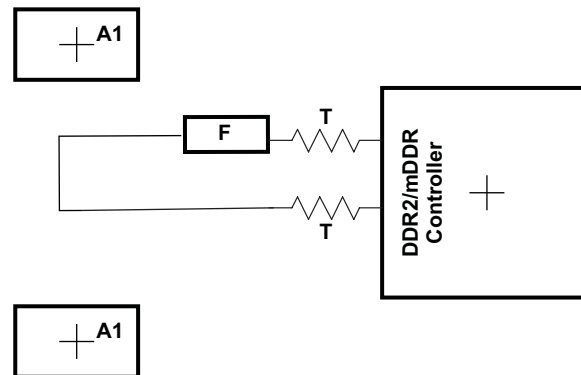 A1
F
T
T
DDR2/mDDR
Controller
A1